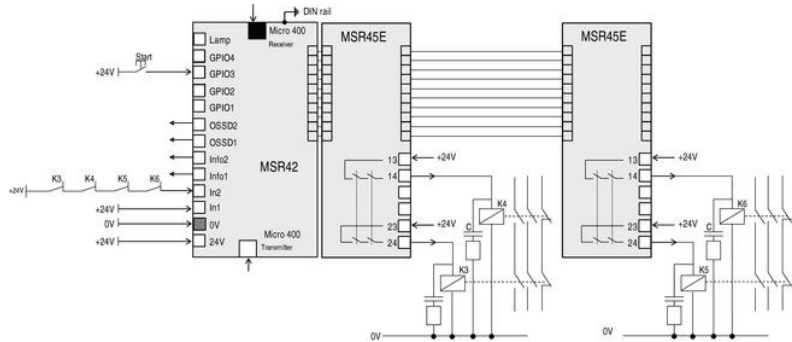 DIN rail
Micro 400
Receiver
MSR45E
MSR45E
Lamp
GPIO4
Start
+24V
GPIO3
GPIO2
GPIO1
OSSD2
OSSD1
MSR42
Info2
13
+24V
13
+24V
Info1
14
14
K3
K4
K5
K6
+24V
In2
+24V
In1
K4
K6
0V
0V
23
+24V
23
+24V
Micro 400
C
C
+24V
24V
Transmitter
24
24
K3
K5
0V
0V